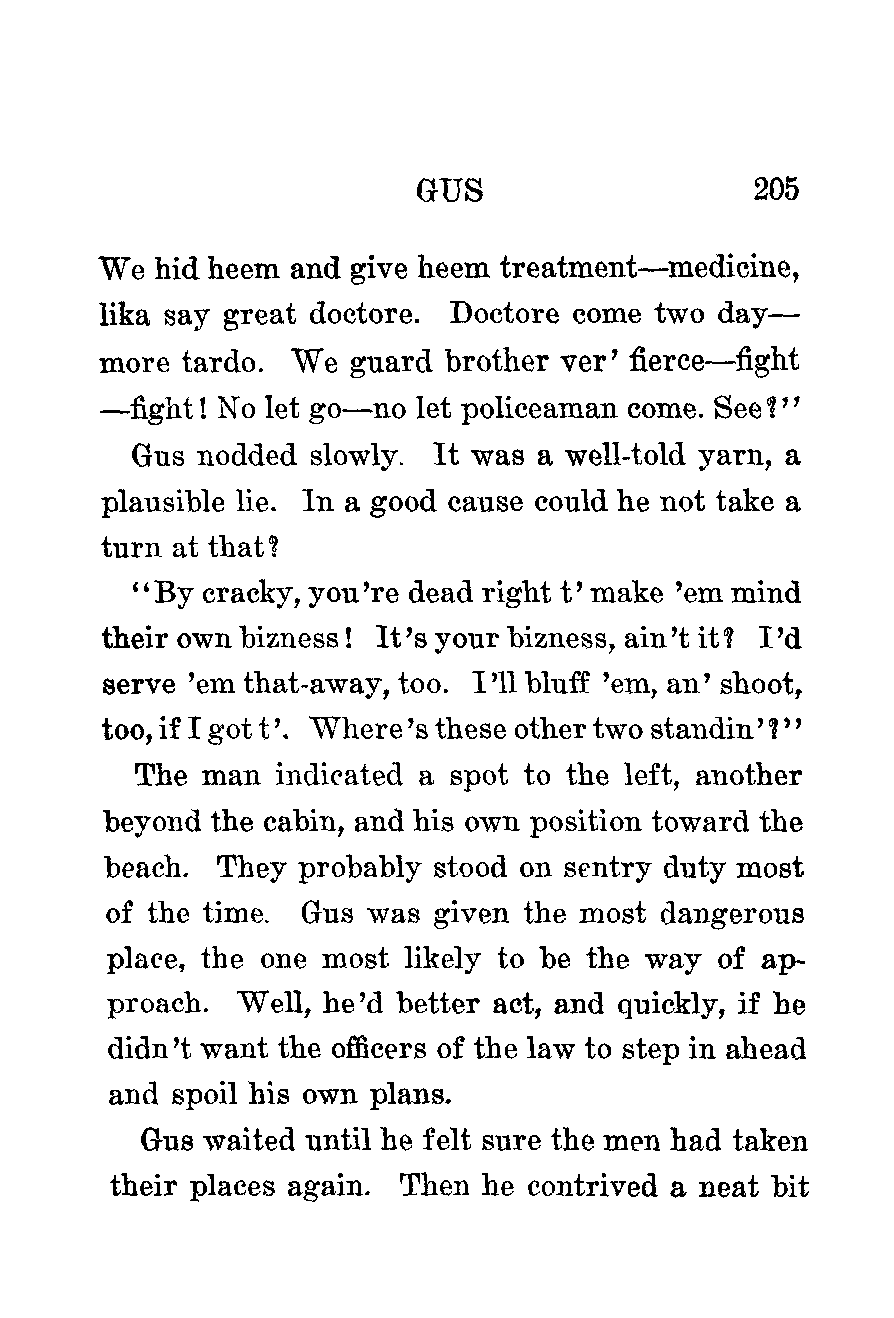 GUS 205
We hid heem and give heem treatment—medicine,
lika say great doctore. Doctore come two day—
more tardo. We guard brother ver' fierce—fight
—fight! No let go—no let policeaman come. See?"
Gus nodded slowly. It was a well-told yarn, a
plausible lie. In a good cause could he not take a
turn at that?
"By cracky, you're dead right t' make 'em mind
their own bizness! It's your bizness, ain't it? I'd
serve 'em that-away, too. I'll bluff 'em, an' shoot,
too, if I got t'. Where's these other two standin'?"
The man indicated a spot to the left, another
beyond the cabin, and his own position toward the
beach. They probably stood on sentry duty most
of the time. Gus was given the most dangerous
place, the one most likely to be the way of ap-
proach. Well, he'd better act, and quickly, if he
didn't want the officers of the law to step in ahead
and spoil his own plans.
Gus waited until he felt sure the men had taken
their places again. Then he contrived a neat bit